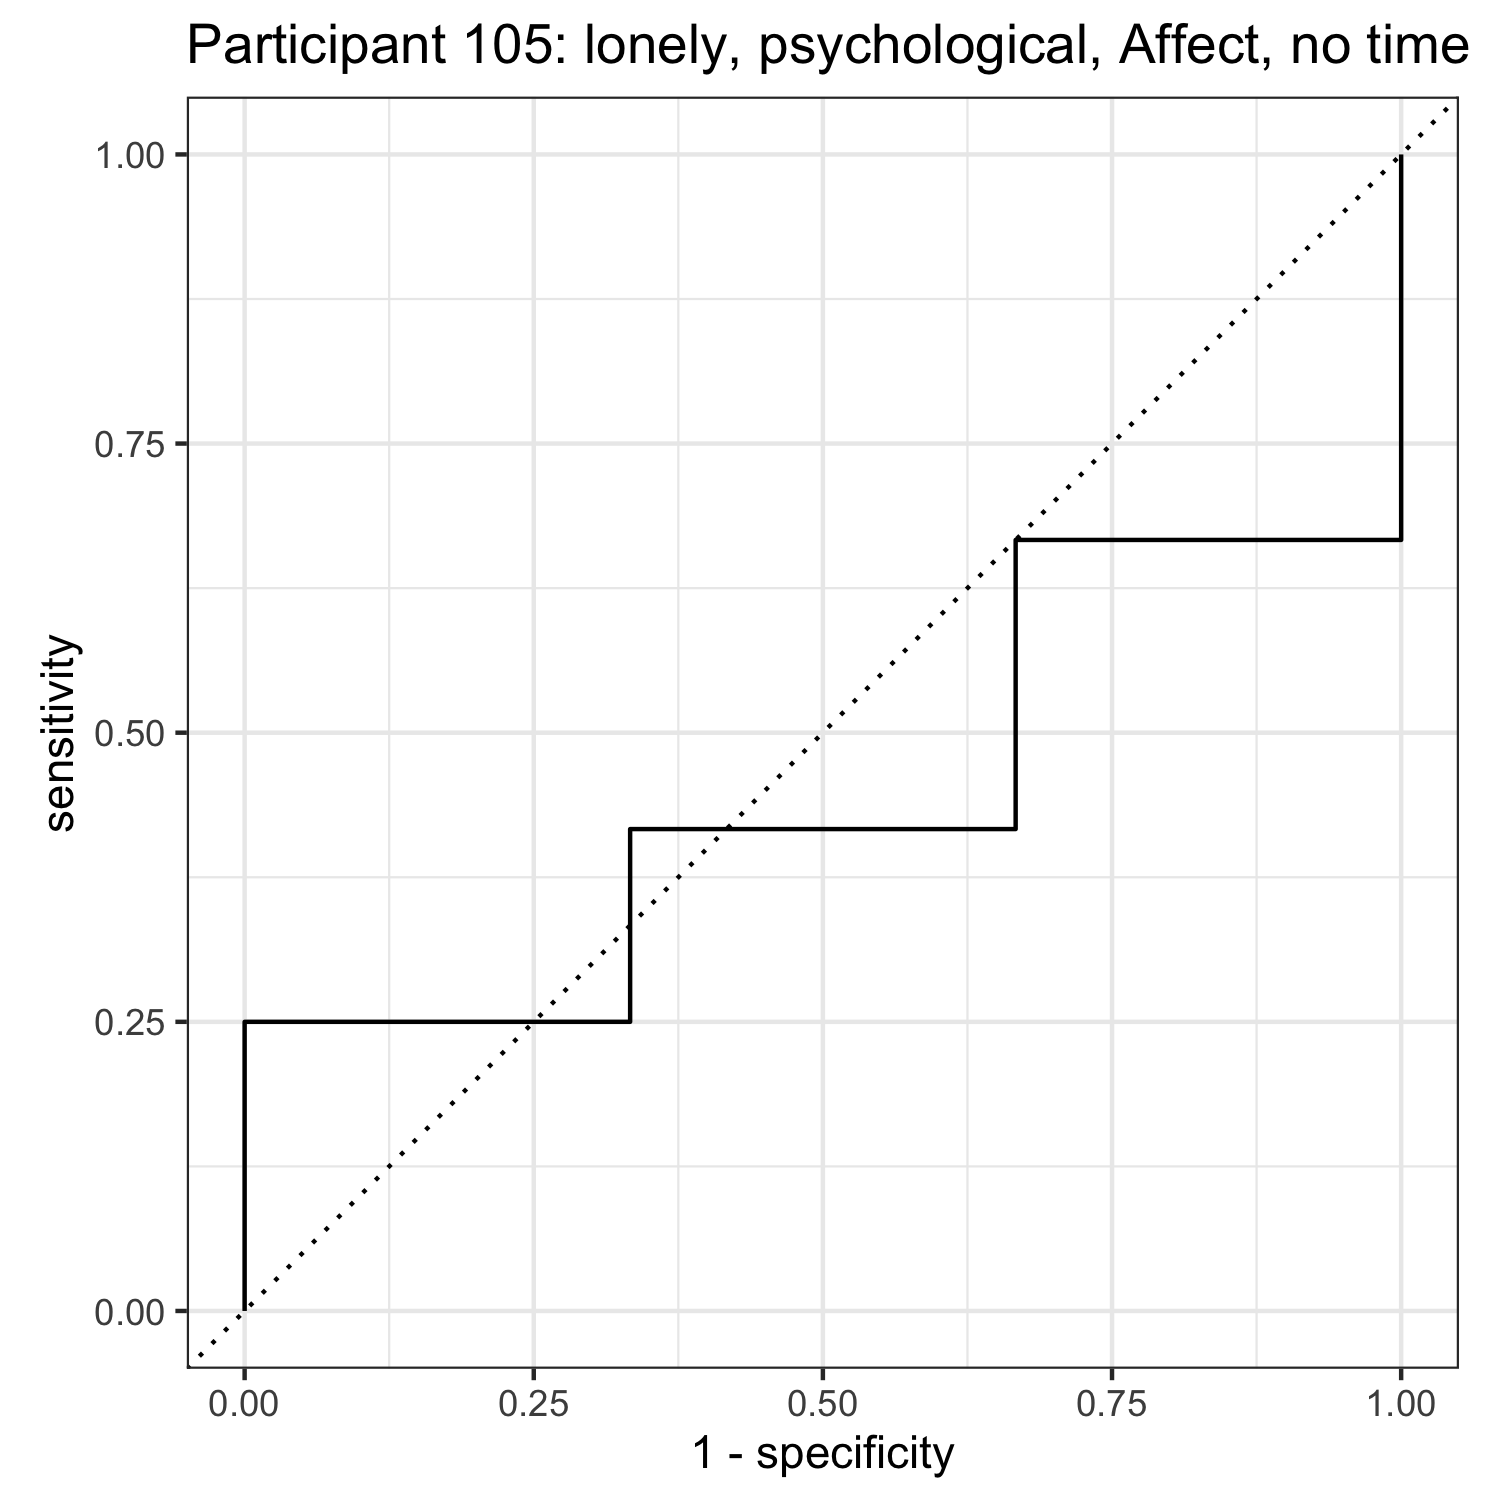 Participant 105: lonely, psychological, Affect, no time
sensitivity
1.00
0.75
0.50
0.25
0.00
0.00 0.25 0.50 0.75 1.00
1 - specificity